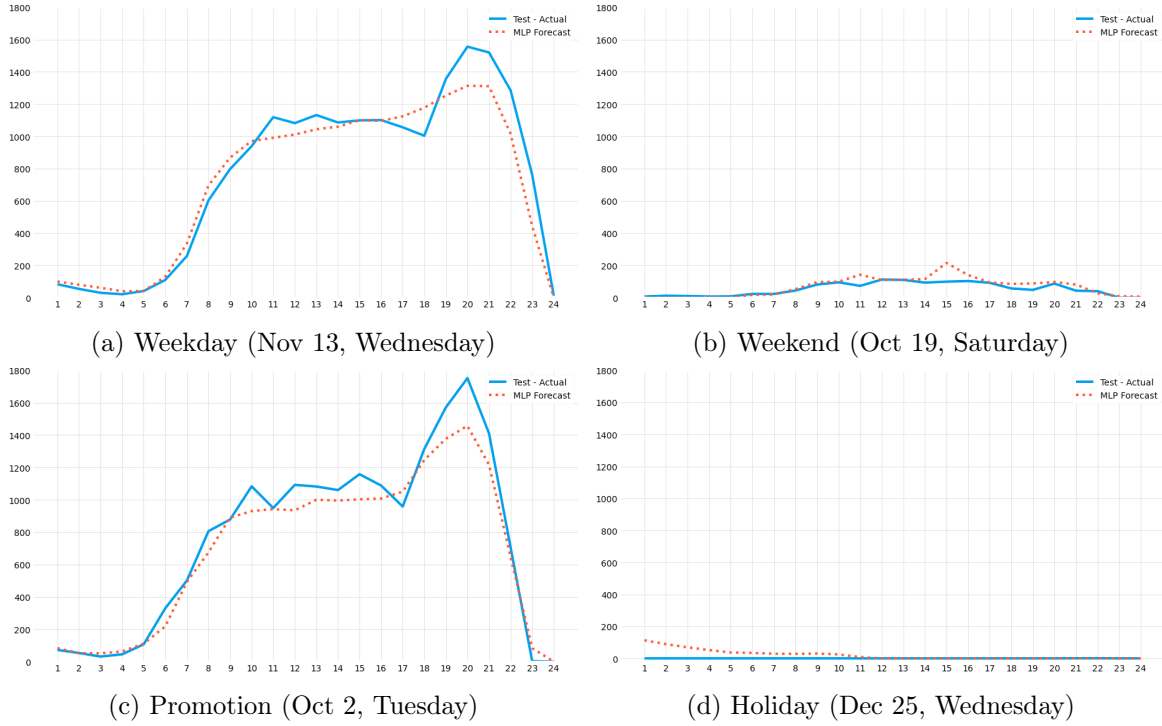 1800
1600
1400
1200
1000
800
600
400
200
0
1 2 3 4 5 6 7 8 9 10 11 12 13 14 15 16 17 18 19 20 21 22 23 24
Test - Actual
MLP Forecast
(a) Weekday (Nov 13, Wednesday)
1800
1600
1400
1200
1000
800
600
400
200
0
1 2 3 4 5 6 7 8 9 10 11 12 13 14 15 16 17 18 19 20 21 22 23 24
Test - Actual
MLP Forecast
(b) Weekend (Oct 19, Saturday)
1800
1600
1400
1200
1000
800
600
400
200
0
1 2 3 4 5 6 7 8 9 10 11 12 13 14 15 16 17 18 19 20 21 22 23 24
Test - Actual
MLP Forecast
(c) Promotion (Oct 2, Tuesday)
1800
1600
1400
1200
1000
800
600
400
200
0
1 2 3 4 5 6 7 8 9 10 11 12 13 14 15 16 17 18 19 20 21 22 23 24
Test - Actual
MLP Forecast
(d) Holiday (Dec 25, Wednesday)